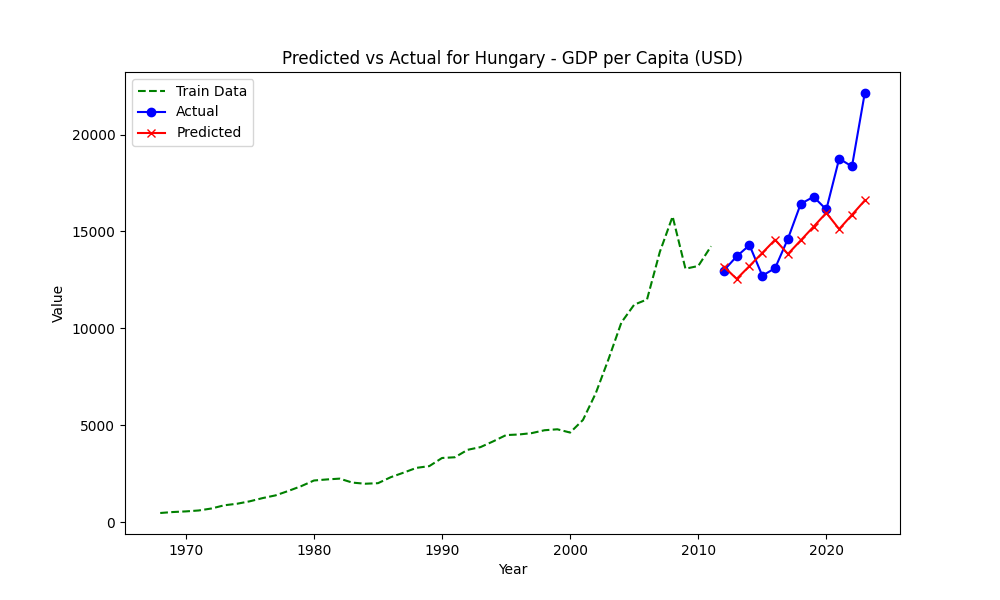 Predicted vs Actual for Hungary - GDP per Capita (USD)
Train Data
Actual
Predicted
Value
20000
15000
10000
5000
0
1970 1980 1990 2000 2010 2020
Year